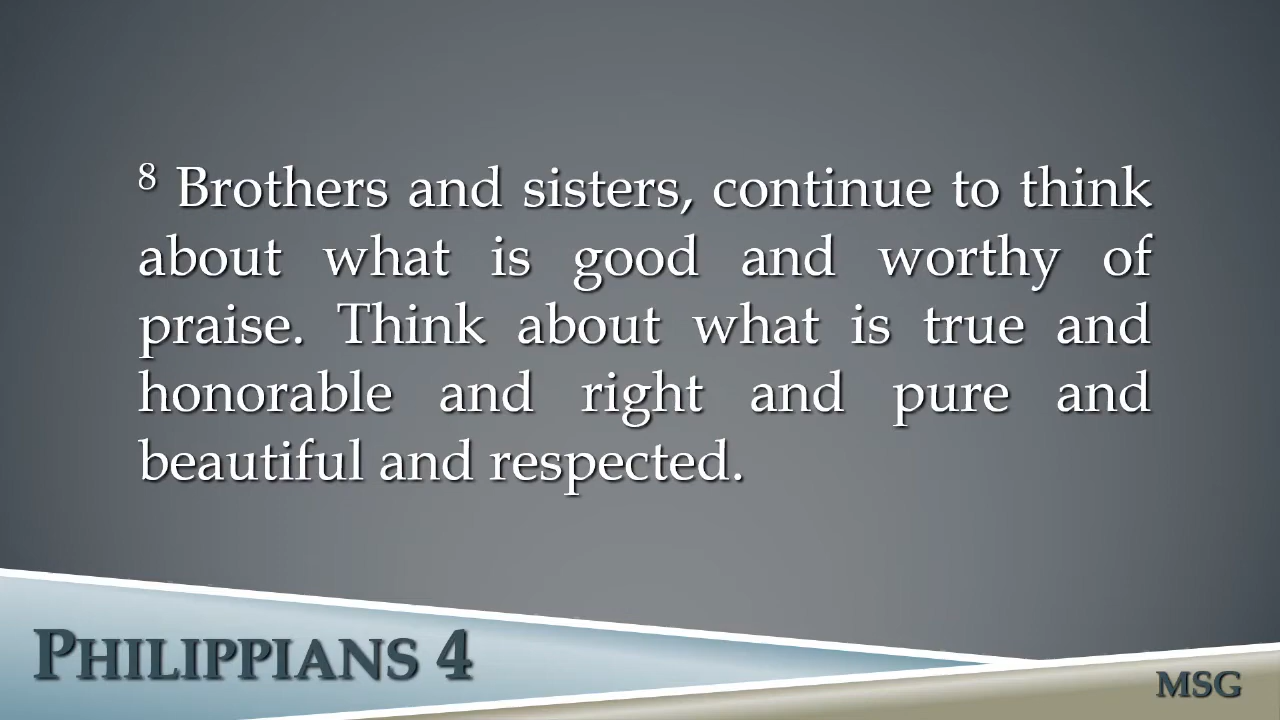 8 Brothers and sisters, continue to think
about what is good and worthy of
praise. Think about what is true and
honorable and right and pure and
beautiful and respected.
PHILIPPIANS 4
MSG